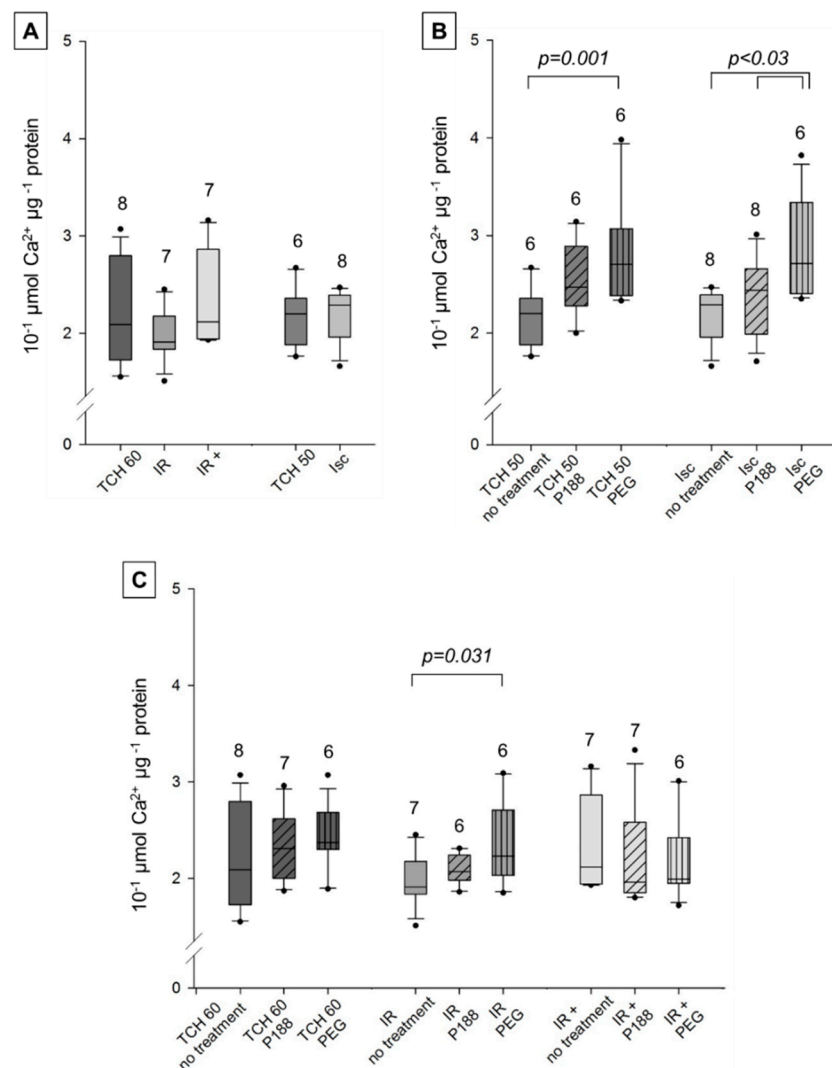 A
10⁻¹ µmol Ca²⁺ µg ⁻¹ protein
5
4
3
2
0
8
7
7
6
8
TCH 60
IR
IR +
TCH 50
Isc
B
10⁻¹ µmol Ca²⁺ µg ⁻¹ protein
5
4
3
2
0
p=0.001
p<0.03
6
6
6
8
8
6
TCH 50
no treatment
TCH 50
P188
TCH 50
PEG
Isc
no treatment
Isc
P188
Isc
PEG
C
10⁻¹ µmol Ca²⁺ µg ⁻¹ protein
5
4
3
2
0
p=0.031
8
7
6
7
6
6
7
7
6
TCH 60
no treatment
TCH 60
P188
TCH 60
PEG
IR
no treatment
IR
P188
IR
PEG
IR +
no treatment
IR +
P188
IR +
PEG